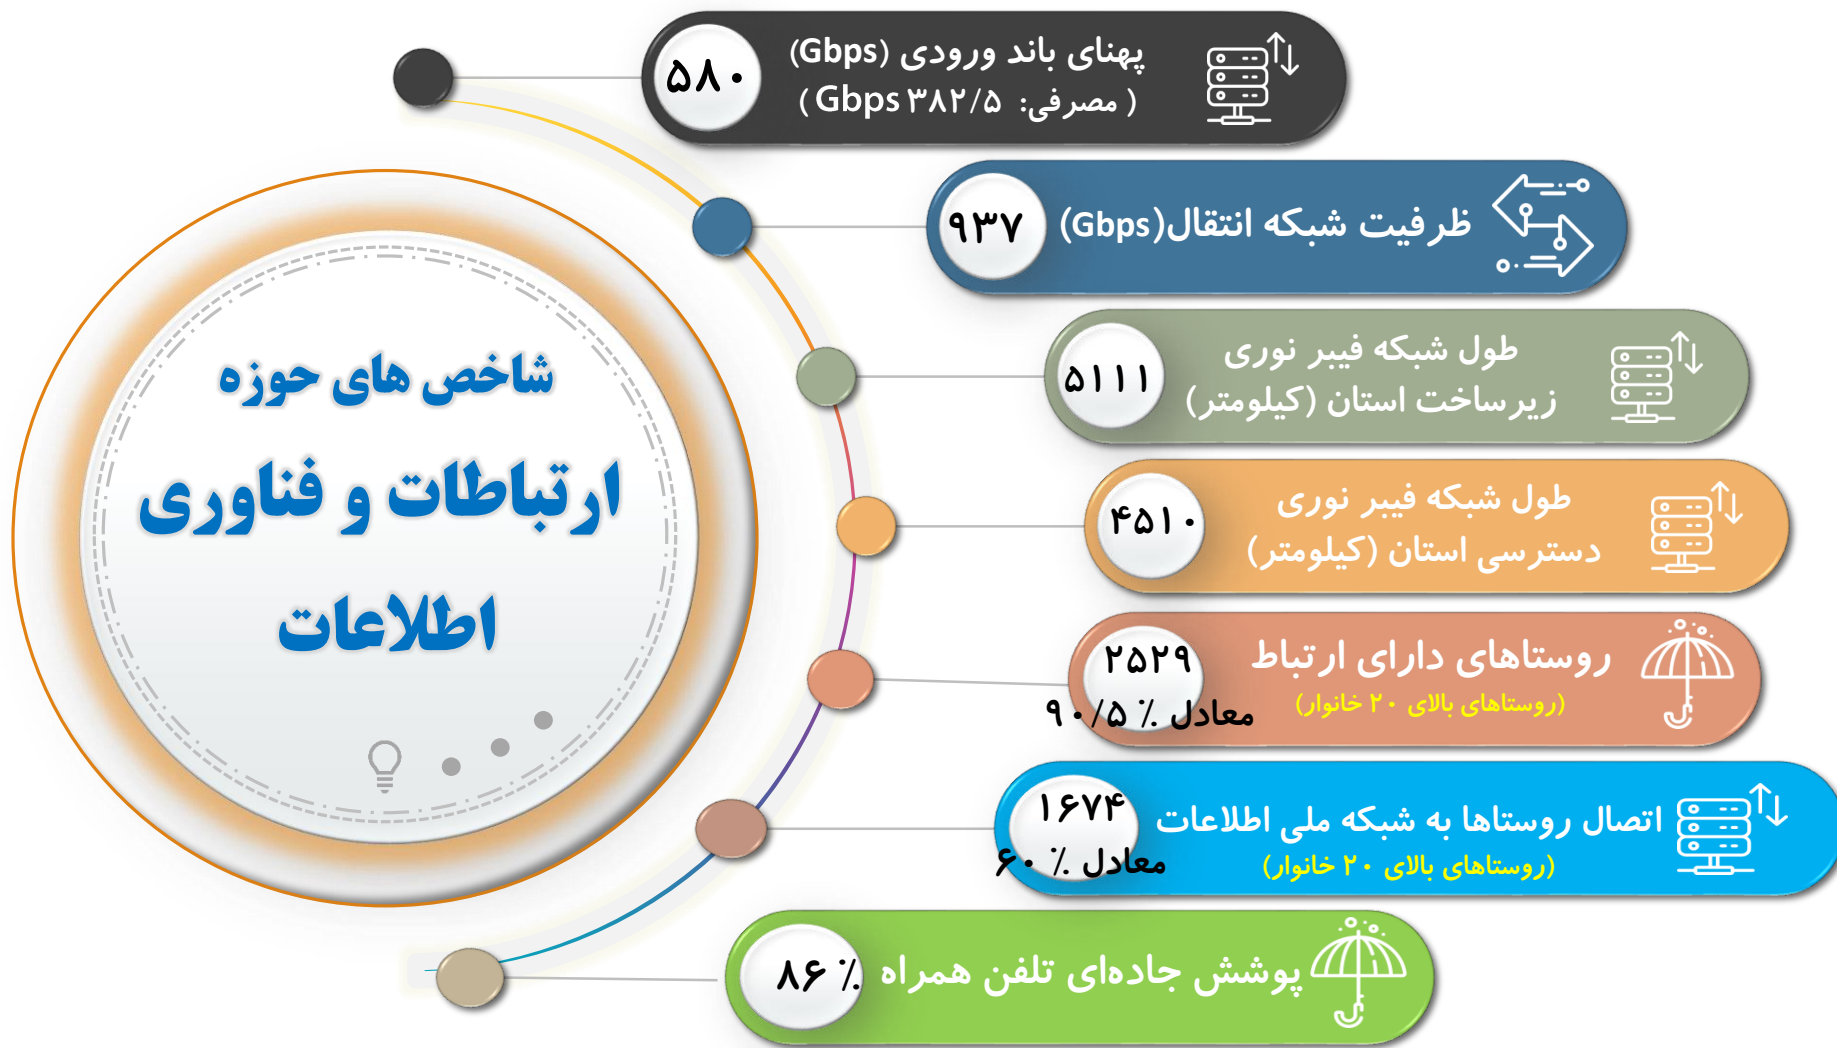 شاخص های حوزه
ارتباطات و فناوری
اطلاعات
پهنای باند ورودی (Gbps)
( مصرفی: ۳۸۲/۵ Gbps )
۵۸۰
ظرفیت شبکه انتقال(Gbps)
۹۳۷
طول شبکه فیبر نوری
زیرساخت استان (کیلومتر)
۵۱۱۱
طول شبکه فیبر نوری
دسترسی استان (کیلومتر)
۴۵۱۰
روستاهای دارای ارتباط
(روستاهای بالای ۲۰ خانوار)
۲۵۲۹
معادل ٪ ۹۰/۵
اتصال روستاها به شبکه ملی اطلاعات
(روستاهای بالای ۲۰ خانوار)
۱۶۷۴
معادل ٪ ۶۰
پوشش جاده‌ای تلفن همراه
٪ ۸۶